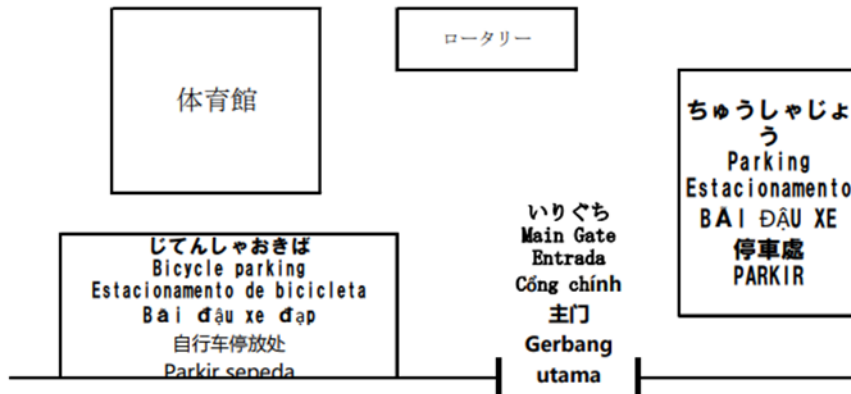 体育館
ロータリー
ちゅうしゃじょ
う
Parking
Estacionamento
BÃI ĐẬU XE
停車處
PARKIR
いりぐち
Main Gate
Entrada
Cổng chính
主门
Gerbang
utama
じてんしゃおきば
Bicycle parking
Estacionamento de bicicleta
Bãi đậu xe đạp
自行车停放处
Parkir sepeda